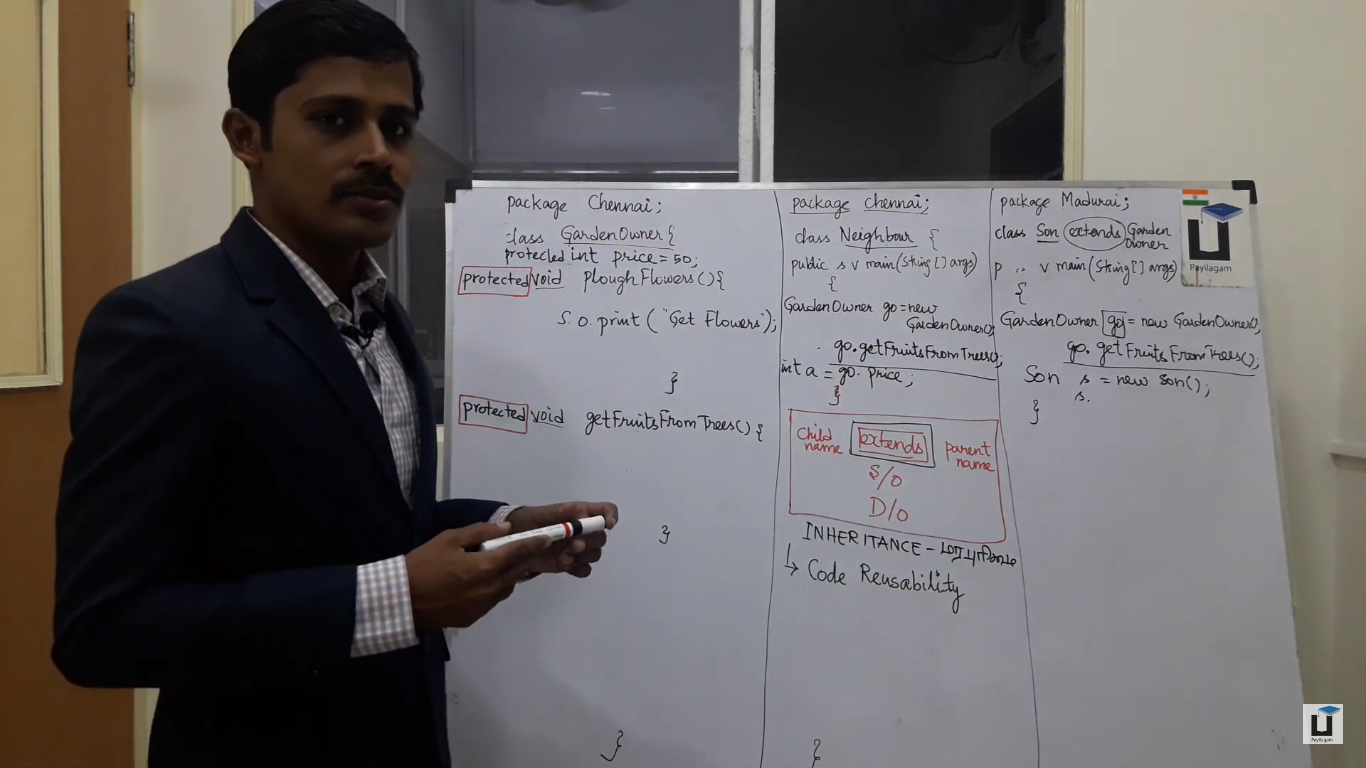 package Chennai;
class GardenOwner{
protected int price = 50;
protected void ploughFlowers(){
S.O.print("Get Flowers");
}
protected void getFruitsFromTrees(){
}
}
package Chennai;
class Neighbour {
public s v main(String[] args)
{
GardenOwner go = new
GardenOwner();
go.getFruitsFromTrees();
int a = go.price;
}
Child name extends parent name
S/O
D/O
INHERITANCE -
↳ Code Reusability
}
package Madurai;
class Son extends Garden
Owner
p .. v main(String[] args)
{
GardenOwner go = new GardenOwner();
go.getFruitsFromTrees();
Son s = new Son();
s.
}
Payilagam
Payilagam